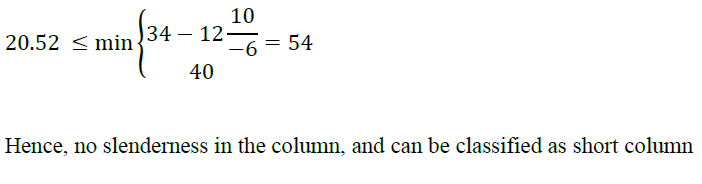 20.52 ≤ min { 34 − 12 10/−6 = 54
40
Hence, no slenderness in the column, and can be classified as short column